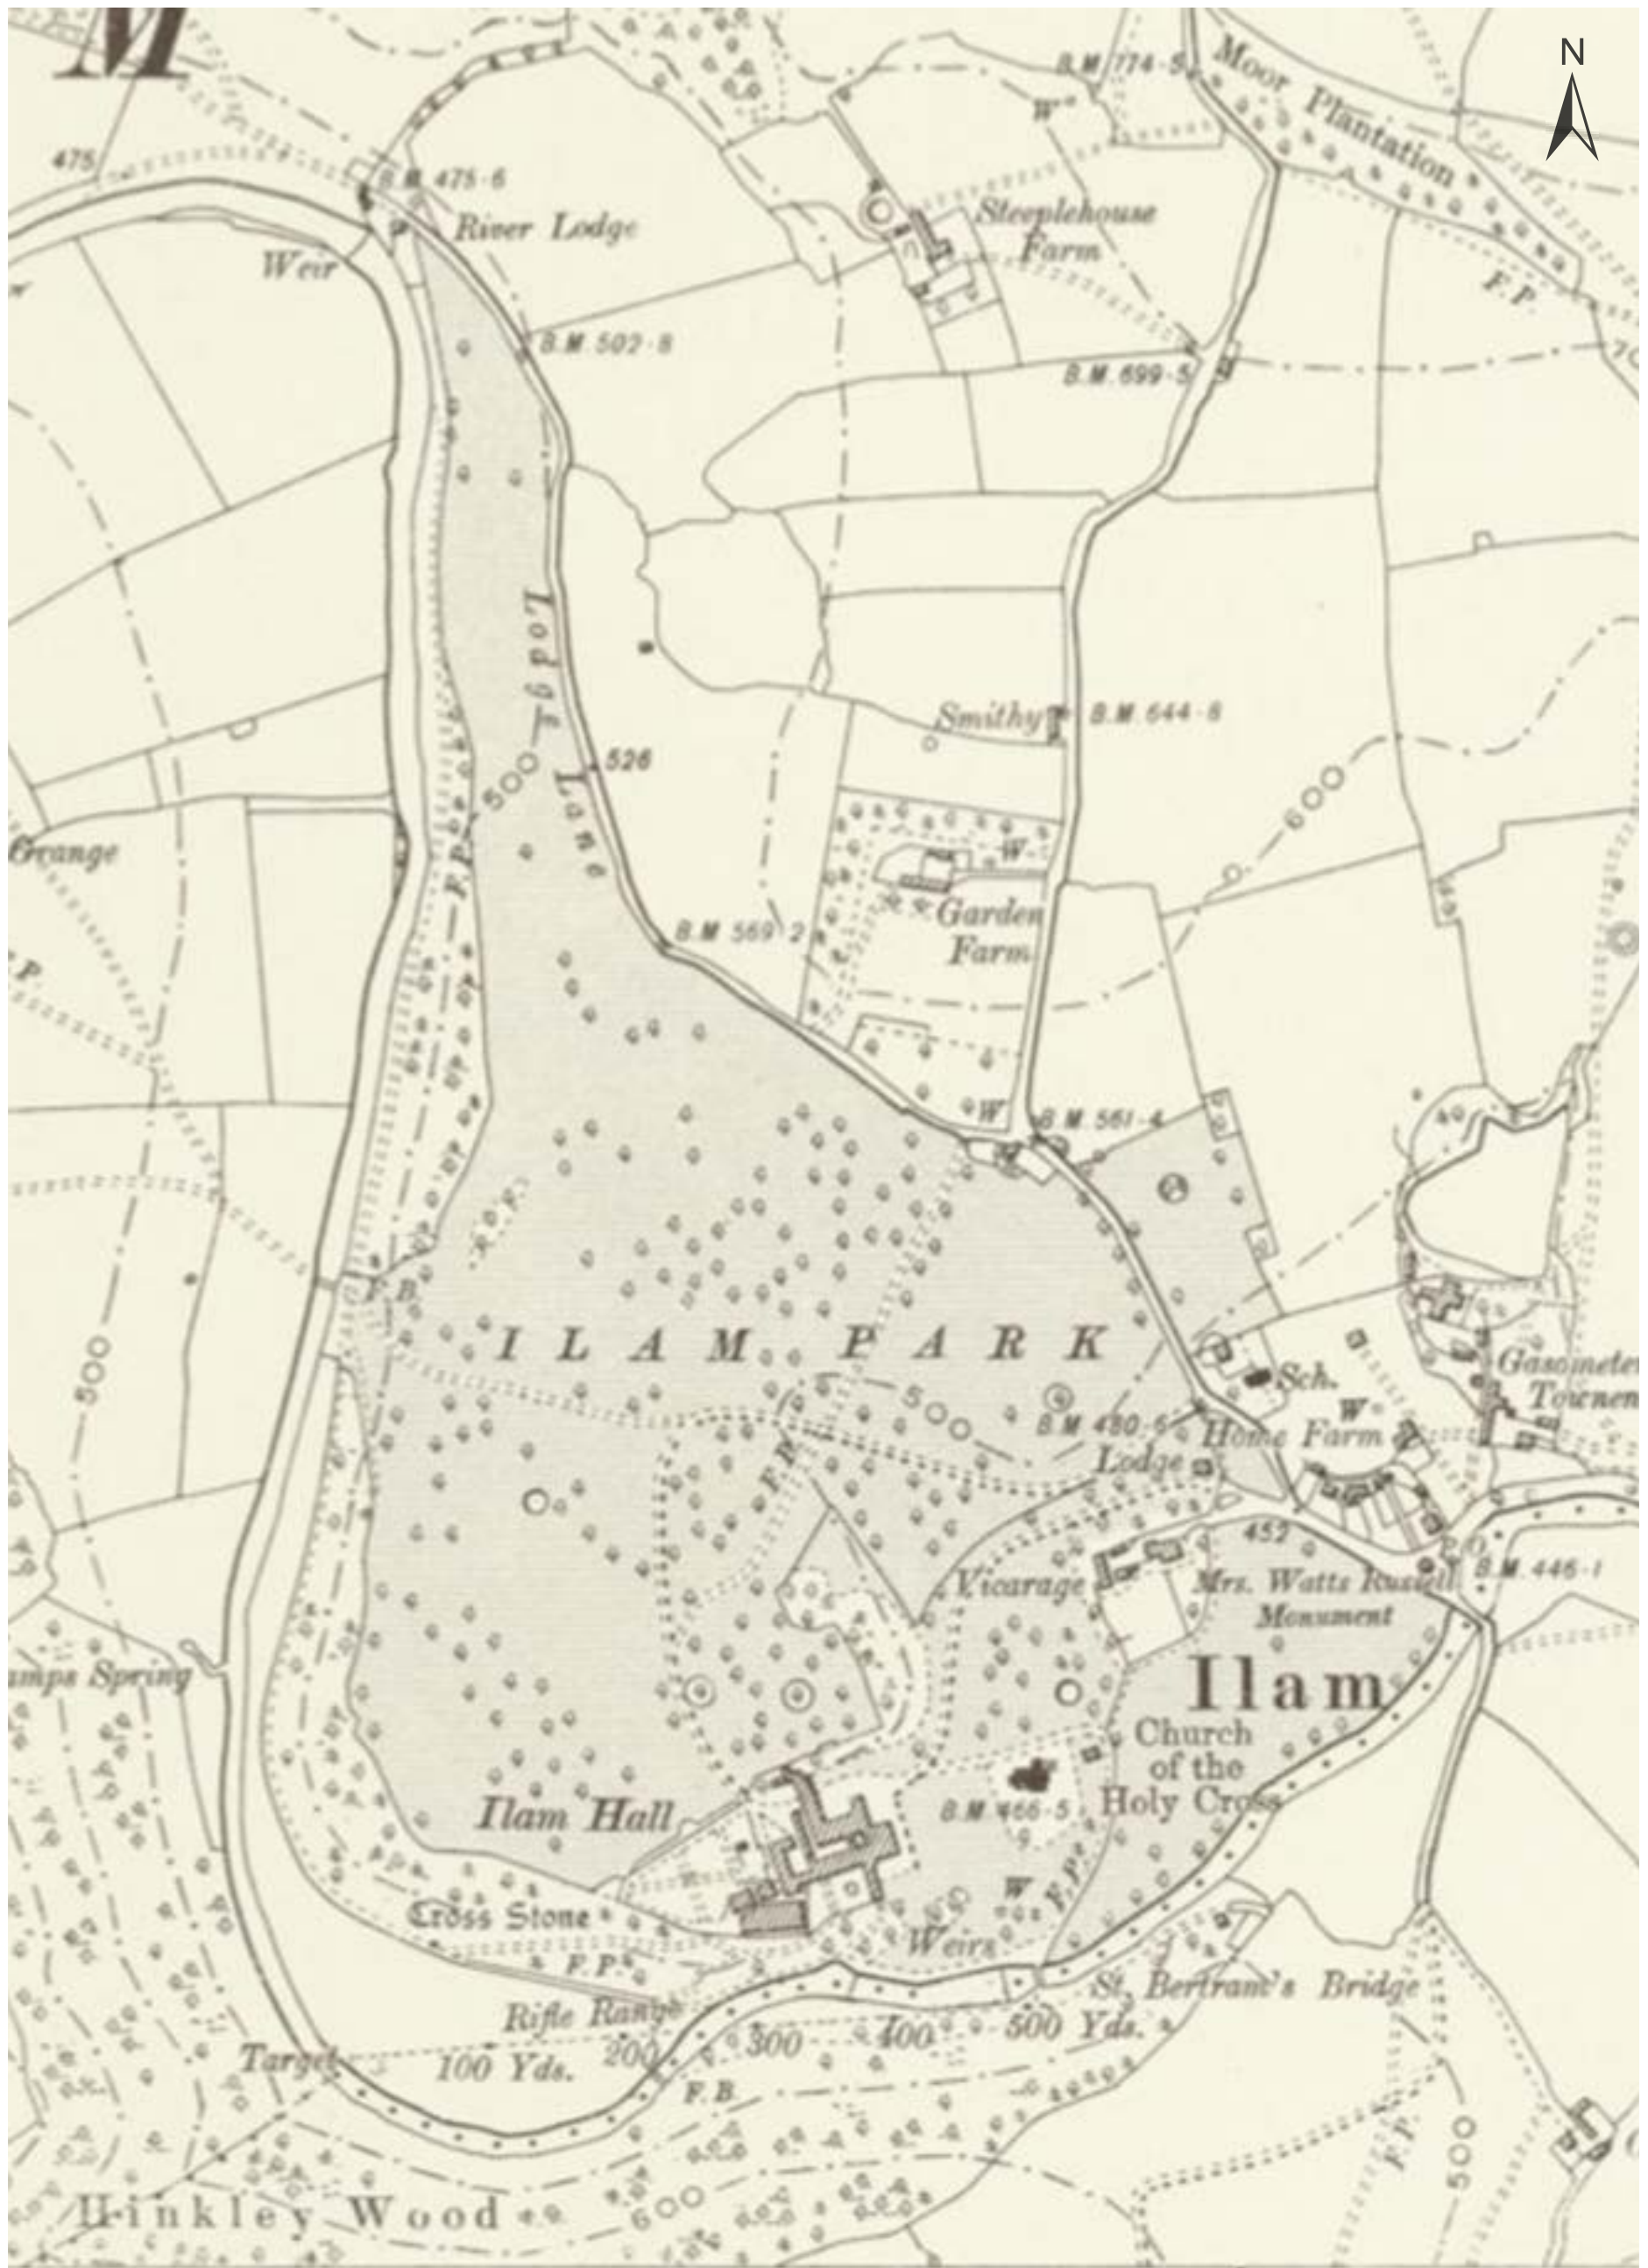 M
N
B.M. 774·5
Moor Plantation
W
475
B.M. 475·6
River Lodge
Steeplehouse
Farm
Weir
F.P.
B.M. 502·8
B.M. 699·5
Lodge Lane
Smithy
B.M. 644·8
526
500
600
Grange
F.P.
W
Garden
Farm
B.M. 569·2
P.
W
B.M. 561·4
F.B.
ILAM PARK
500
500
Sch.
Gasometer
W
B.M. 480·6
Home Farm
Lodge
F.P.
452
B.M. 446·1
Vicarage
Mrs. Watts Russell
Monument
amps Spring
Ilam
Church
of the
Holy Cross
Ilam Hall
B.M. 466·5
W
F.P.
Cross Stone
Weirs
F.P.
St. Bertram's Bridge
Rifle Range
Target
100 Yds.
200
300
400
500 Yds.
F.B.
F.P.
500
Hinkley Wood
600